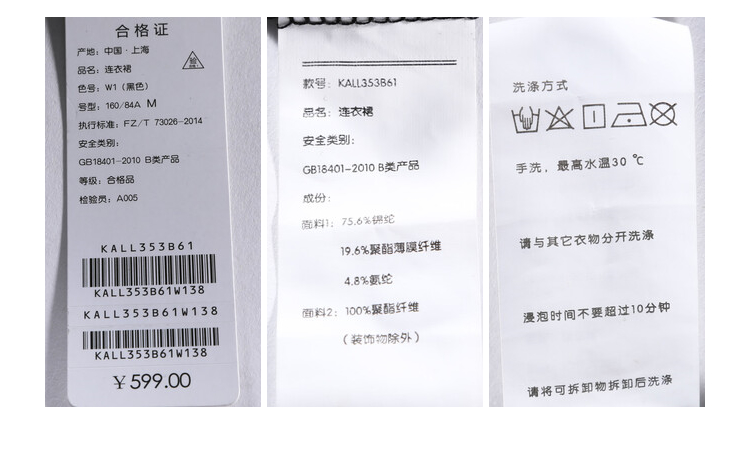 合格证
产地：中国·上海
品名：连衣裙
色号：W1（黑色）
号型：160/84A M
执行标准：FZ/T 73026-2014
安全类别：
GB18401-2010 B类产品
等级：合格品
检验员：A005
KALL353B61
KALL353B61W138
KALL353B61W138
KALL353B61W138
￥599.00
款号：KALL353B61
品名：连衣裙
安全类别：
GB18401-2010 B类产品
成份：
面料1：75.6%锦纶
19.6%聚酯薄膜纤维
4.8%氨纶
面料2：100%聚酯纤维
（装饰物除外）
洗涤方式
手洗，最高水温30℃
请与其它衣物分开洗涤
浸泡时间不要超过10分钟
请将可拆卸物拆卸后洗涤